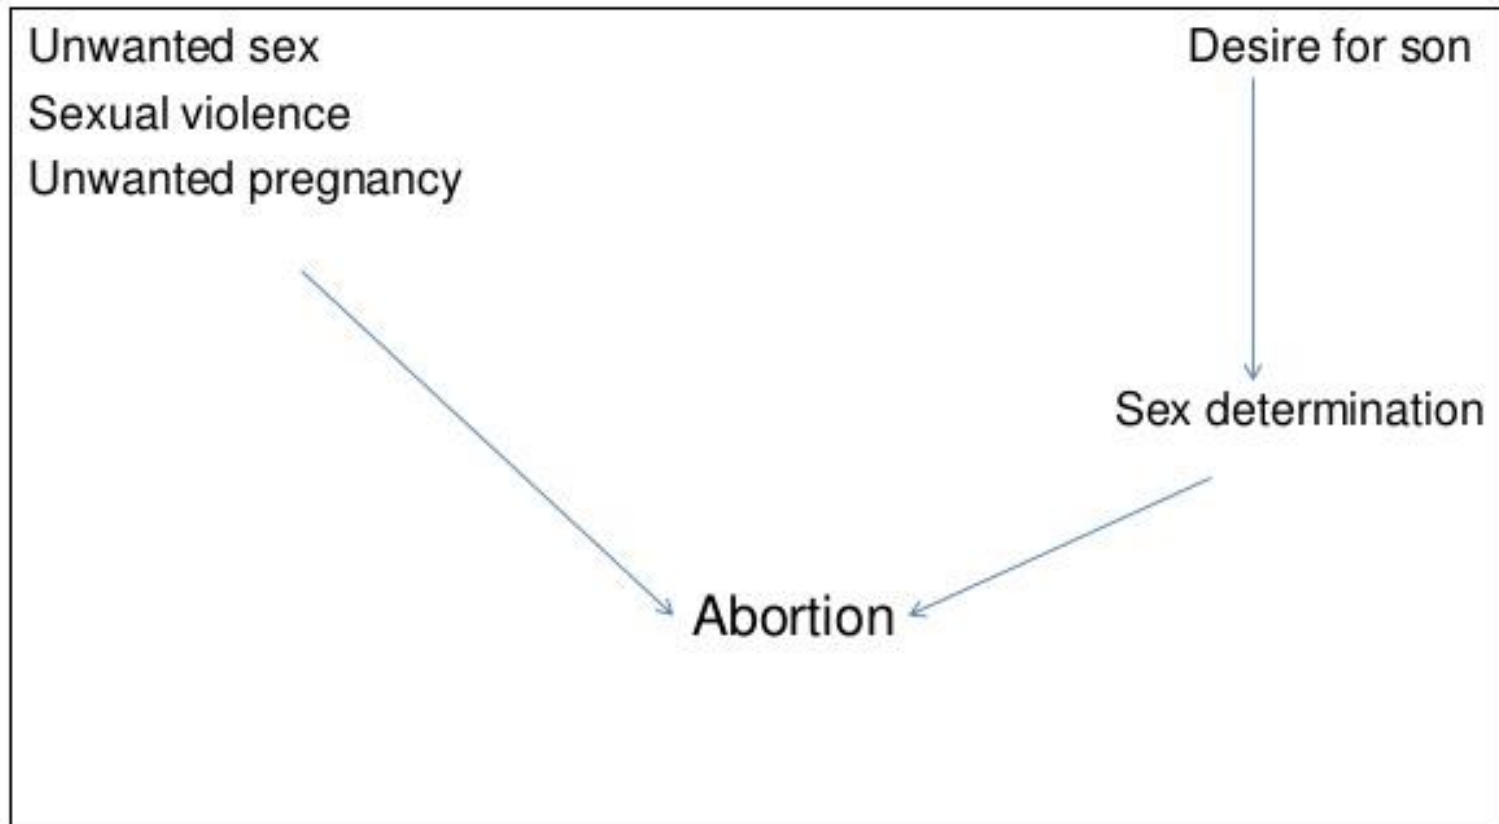 Unwanted sex
Sexual violence
Unwanted pregnancy
Desire for son
Sex determination
Abortion